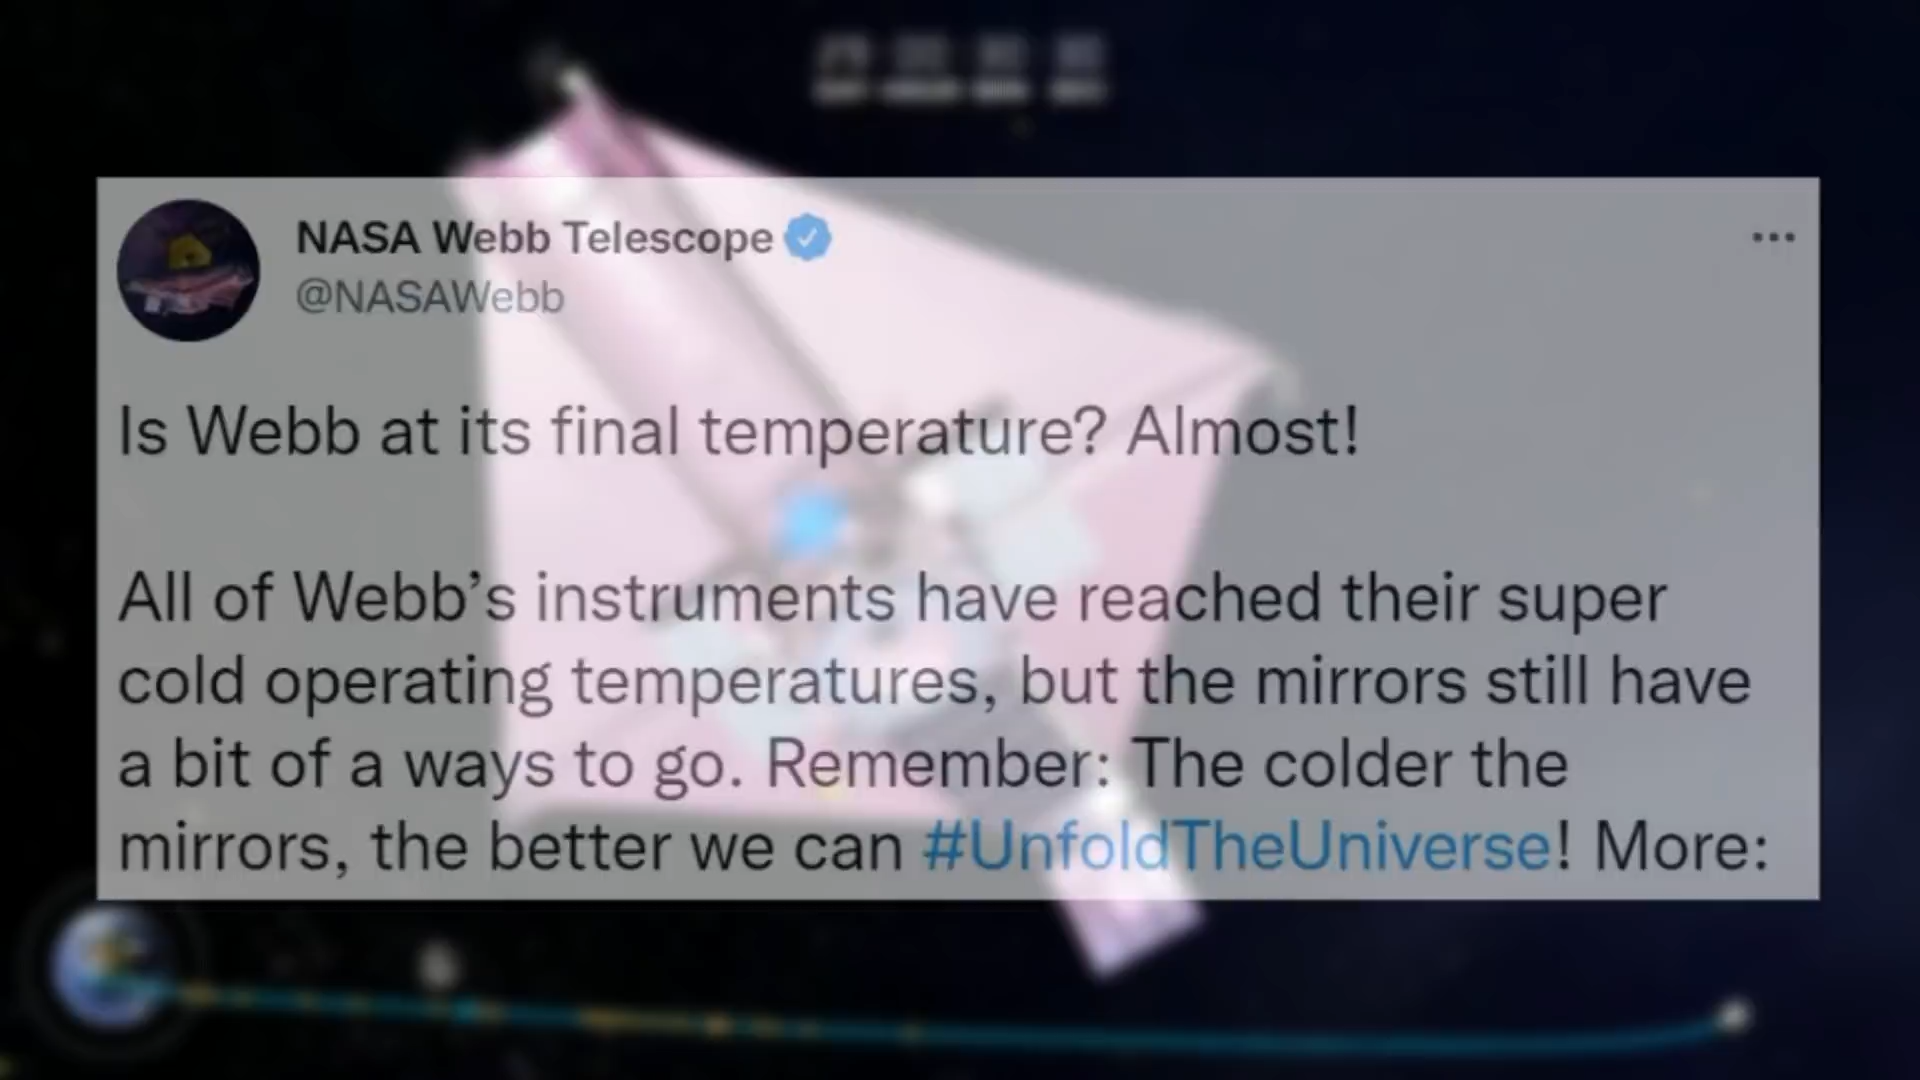 NASA Webb Telescope
@NASAWebb
Is Webb at its final temperature? Almost!
All of Webb’s instruments have reached their super
cold operating temperatures, but the mirrors still have
a bit of a ways to go. Remember: The colder the
mirrors, the better we can #UnfoldTheUniverse! More: